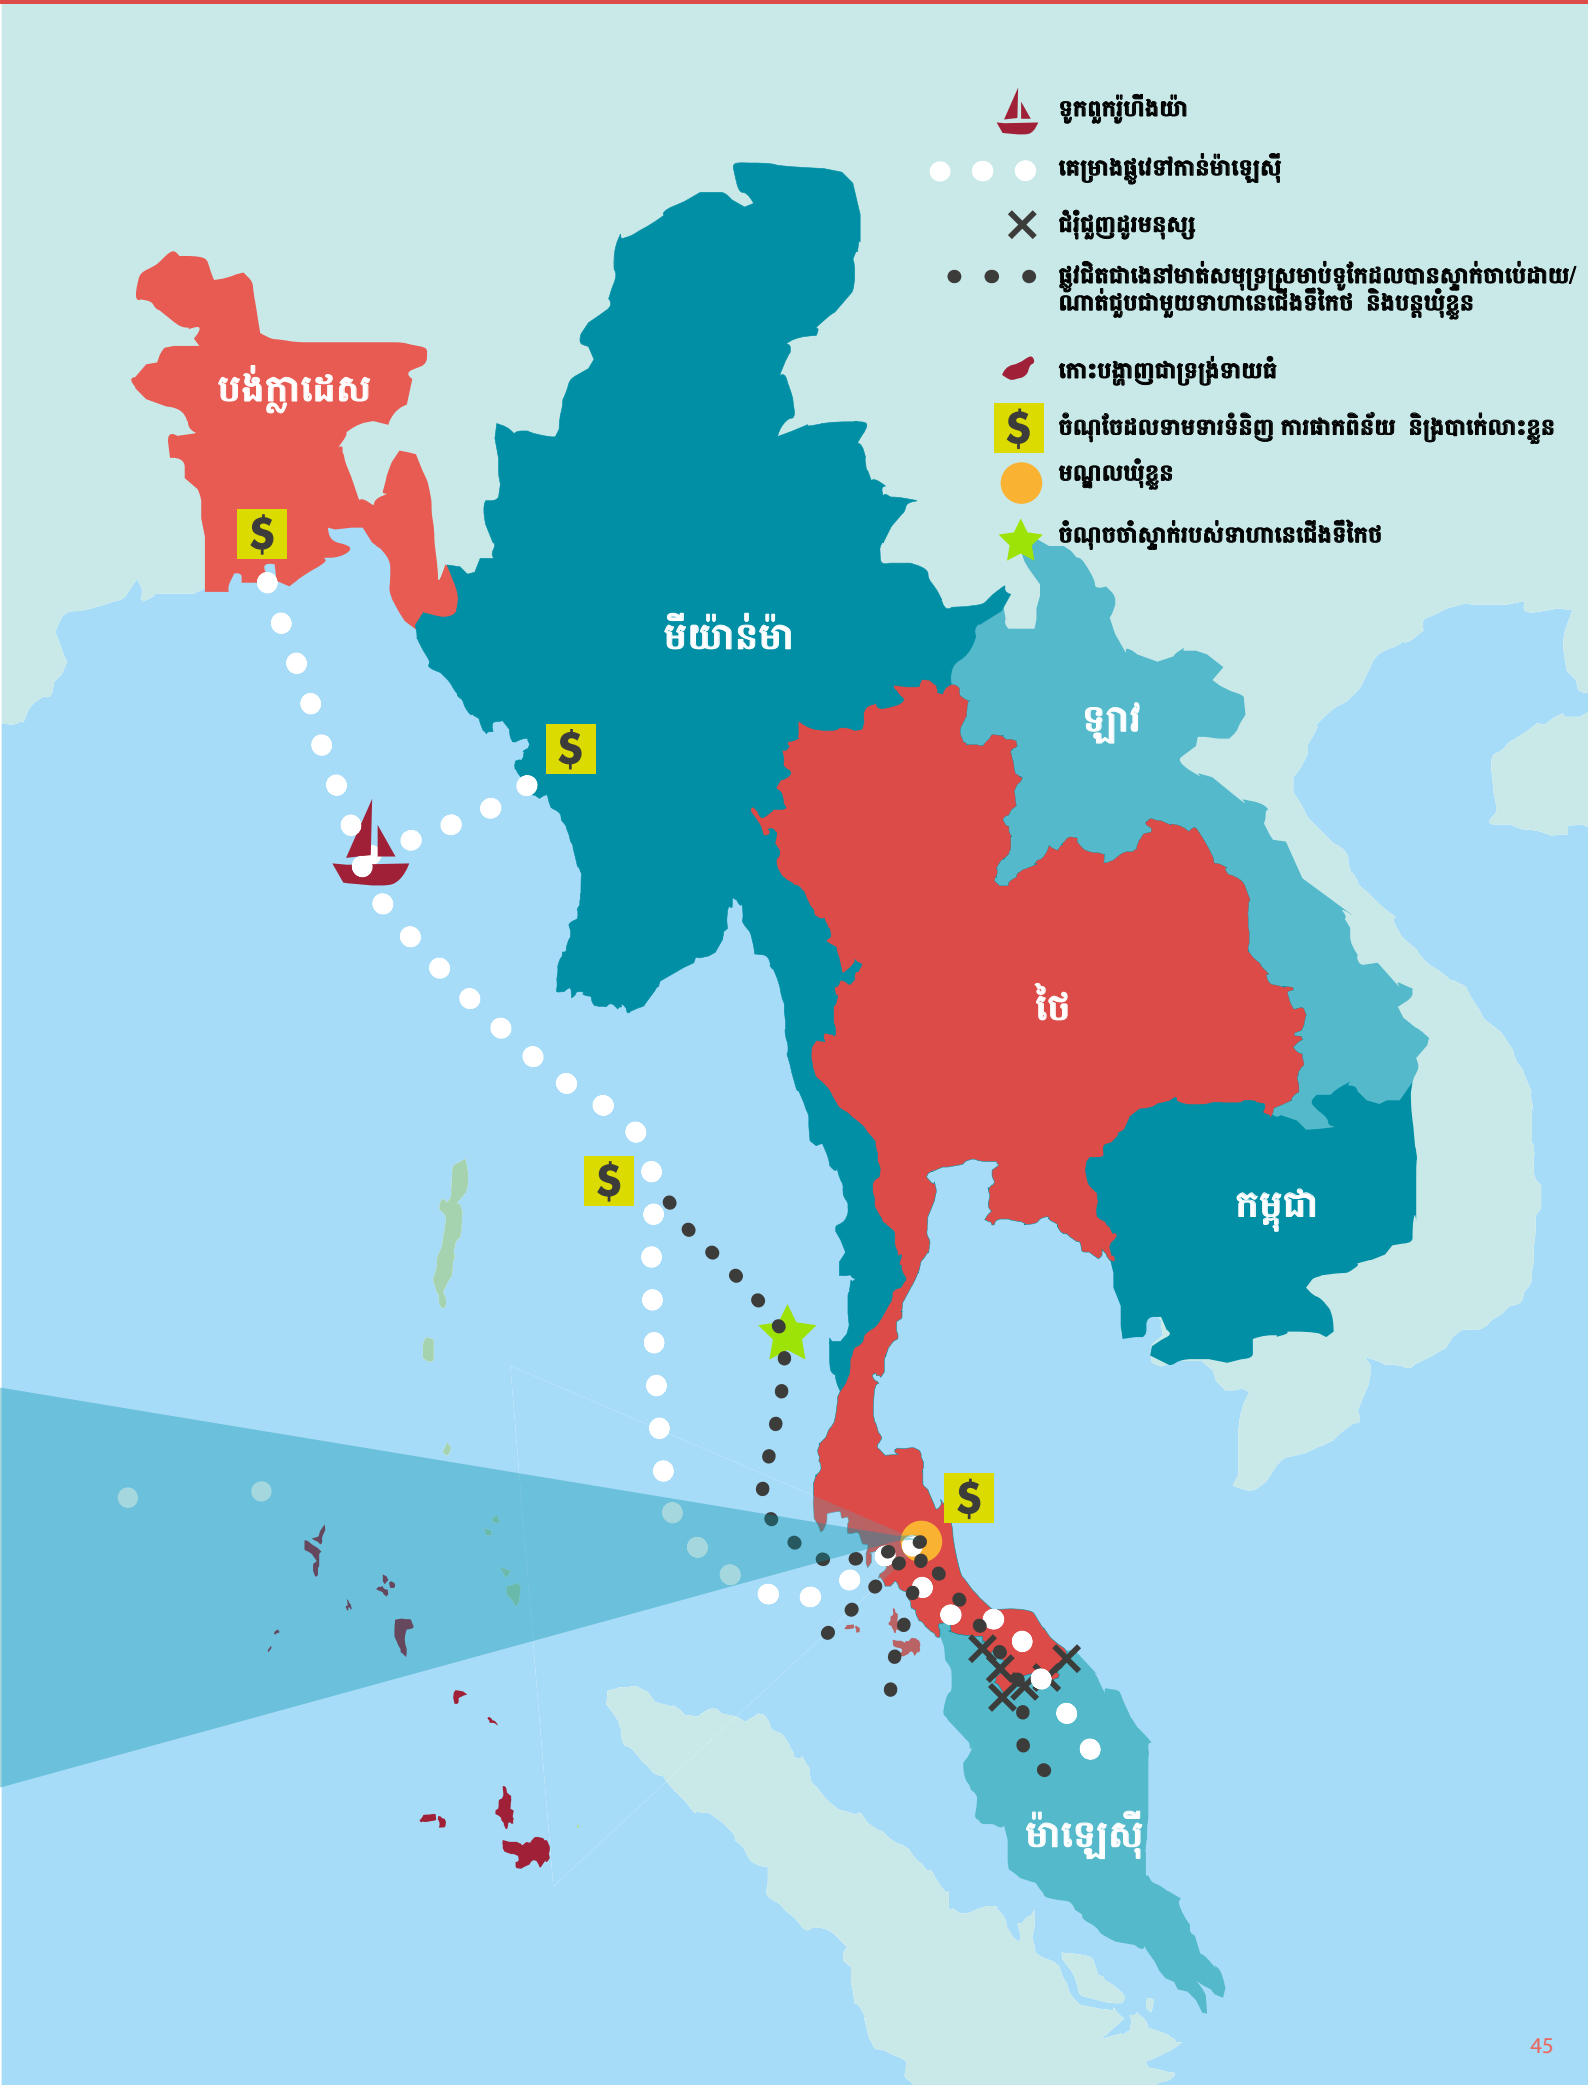 ទូកពួករ៉ូហីងយ៉ា
គេម្រាងផ្លូវទៅកាន់ម៉ាឡេស៊ី
ជំរុំជួញដូរមនុស្ស
ផ្លូវជិតជាងនៅមាត់សមុទ្រស្រមាប់ទូកែដលបានស្ទាក់ចាប់េដាយ/
ណាត់ជួបជាមួយទាហានេជើងទឹកៃថ និងបន្តឃុំខ្លួន
កោះបង្ហាញជាទ្រង់្រទាយធំ
$ ចំណុចែដលទាមទារទំនិញ ការផាកពិន័យ និង្របាក់លោះខ្លួន
មណ្ឌលឃុំខ្លួន
ចំណុចចាំស្ទាក់របស់ទាហានេជើងទឹកៃថ
បង់ក្លាដេស
$
មីយ៉ាន់ម៉ា
ឡាវ
$
ថៃ
$
កម្ពុជា
$
ម៉ាឡេស៊ី
45